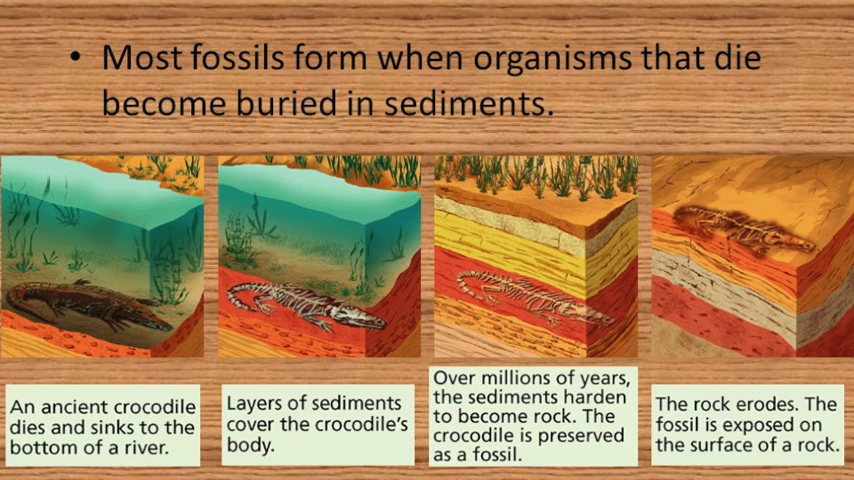 • Most fossils form when organisms that die
become buried in sediments.
An ancient crocodile
dies and sinks to the
bottom of a river.
Layers of sediments
cover the crocodile's
body.
Over millions of years,
the sediments harden
to become rock. The
crocodile is preserved
as a fossil.
The rock erodes. The
fossil is exposed on
the surface of a rock.